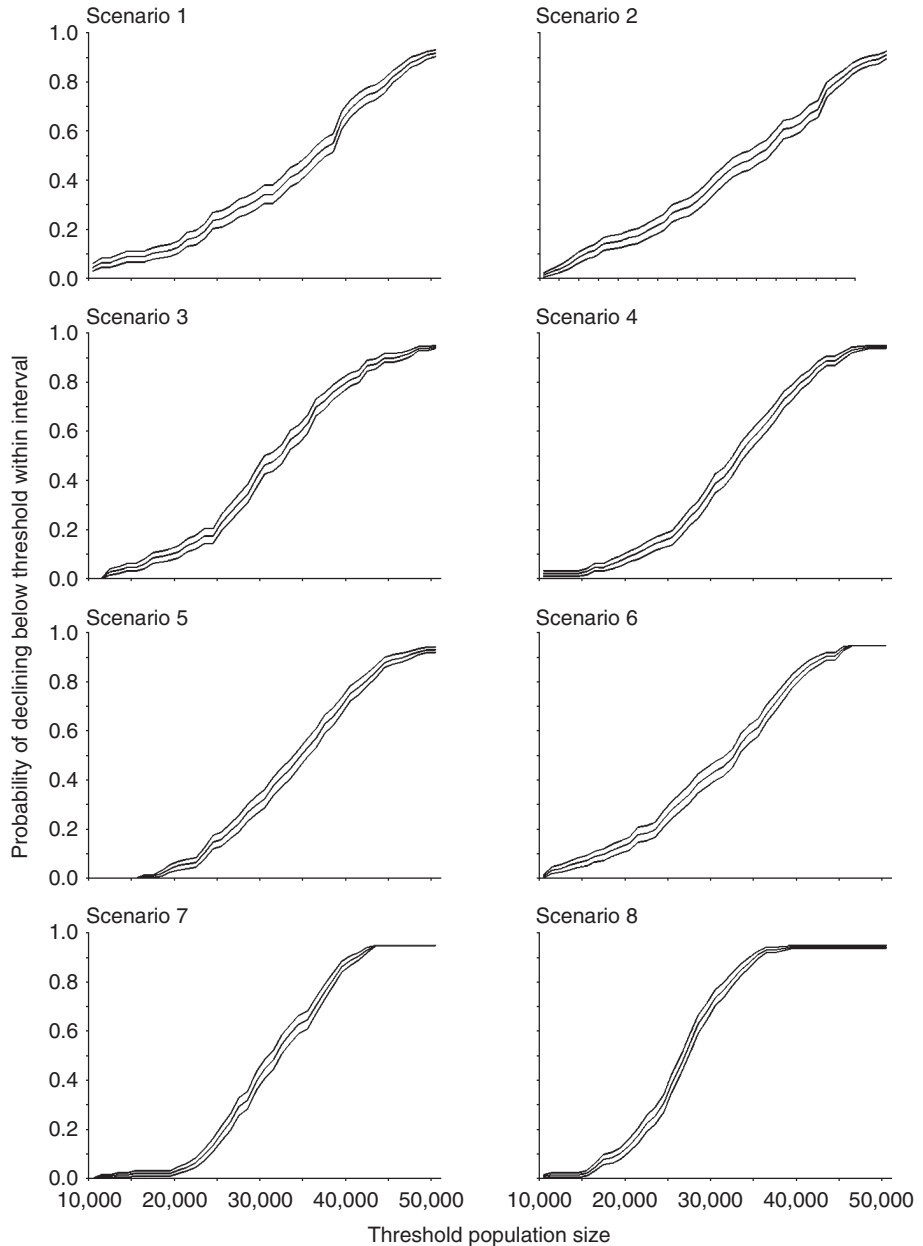 Scenario 1
Scenario 2
1.0
0.8
0.6
0.4
0.2
0.0
Scenario 3
Scenario 4
1.0
0.8
0.6
0.4
0.2
0.0
Scenario 5
Scenario 6
1.0
0.8
0.6
0.4
0.2
0.0
Scenario 7
Scenario 8
1.0
0.8
0.6
0.4
0.2
0.0
10,000 20,000 30,000 40,000 50,000
10,000 20,000 30,000 40,000 50,000
Probability of declining below threshold within interval
Threshold population size